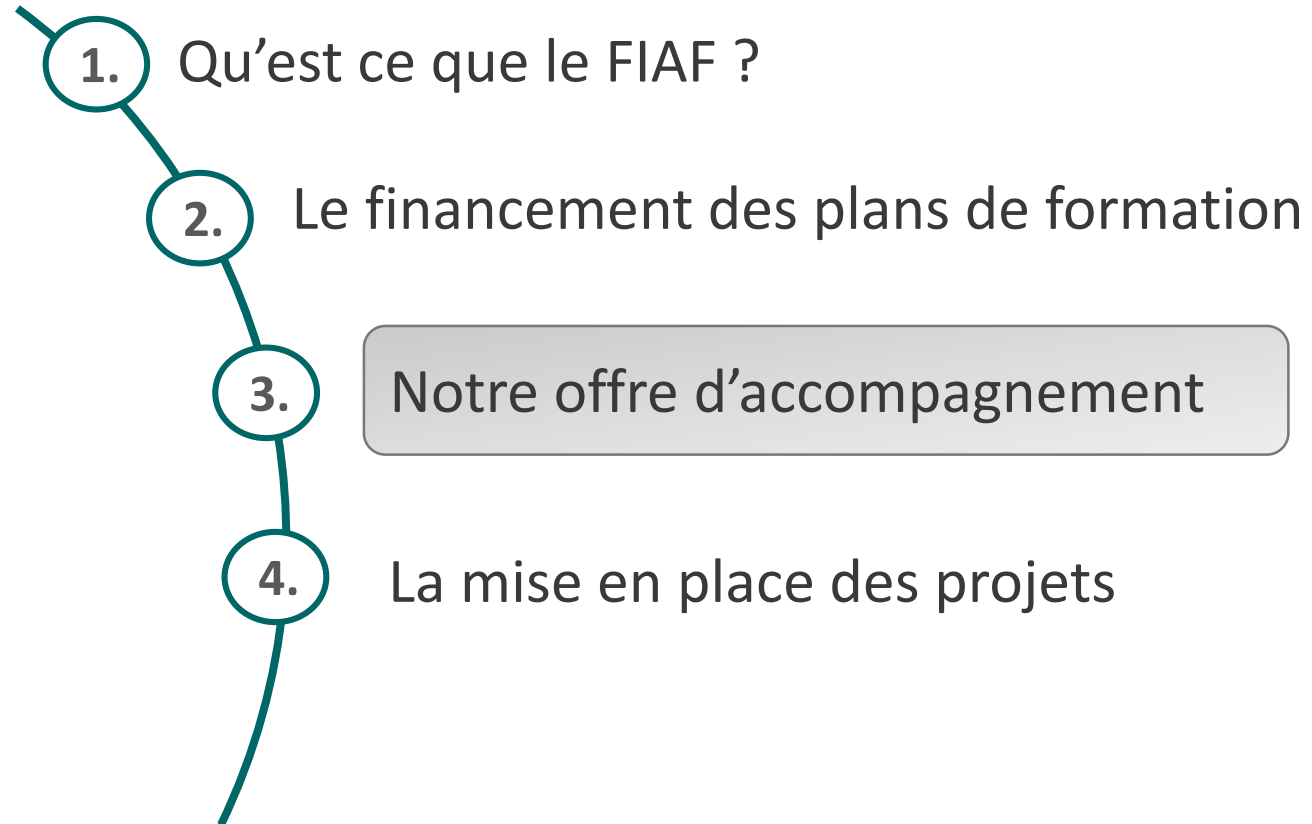 1. Qu’est ce que le FIAF ?
2. Le financement des plans de formation
3. Notre offre d’accompagnement
4. La mise en place des projets